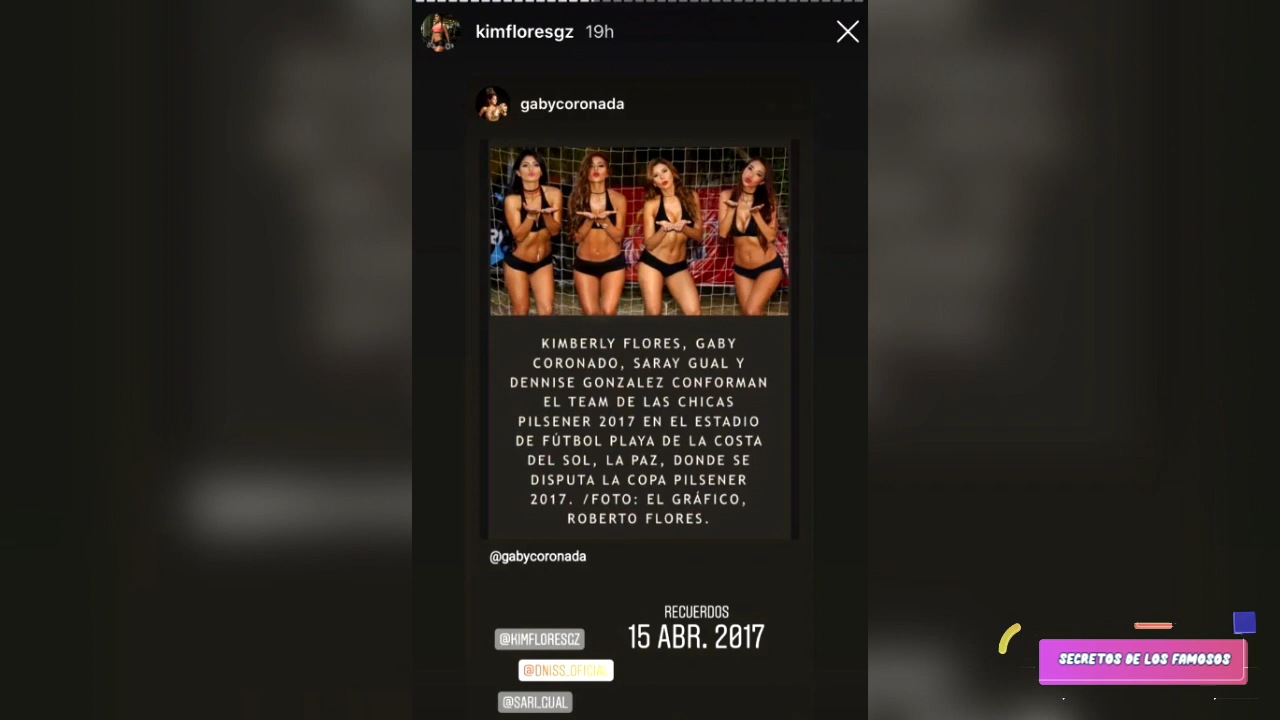 kimfloresgz 19h
gabycoronada
KIMBERLY FLORES, GABY
CORONADO, SARAY GUAL Y
DENNISE GONZALEZ CONFORMAN
EL TEAM DE LAS CHICAS
PILSENER 2017 EN EL ESTADIO
DE FÚTBOL PLAYA DE LA COSTA
DEL SOL, LA PAZ, DONDE SE
DISPUTA LA COPA PILSENER
2017. /FOTO: EL GRÁFICO,
ROBERTO FLORES.
@gabycoronada
RECUERDOS
15 ABR. 2017
@KIMFLORESGZ
@DNISS_OFICIAL
@SARI_GUAL
SECRETOS DE LOS FAMOSOS